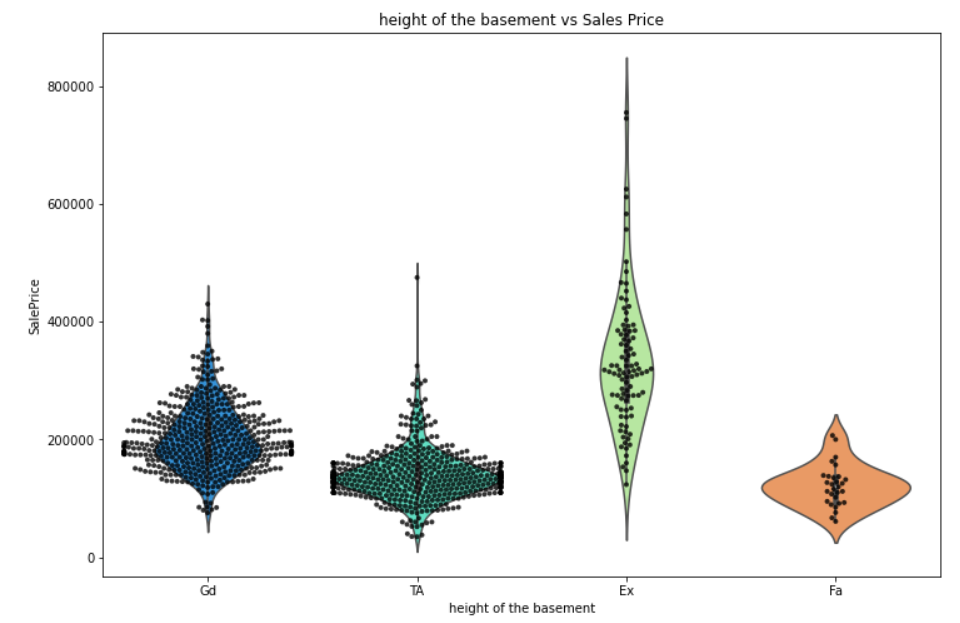 height of the basement vs Sales Price
SalePrice
800000
600000
400000
200000
0
Gd
TA
Ex
Fa
height of the basement